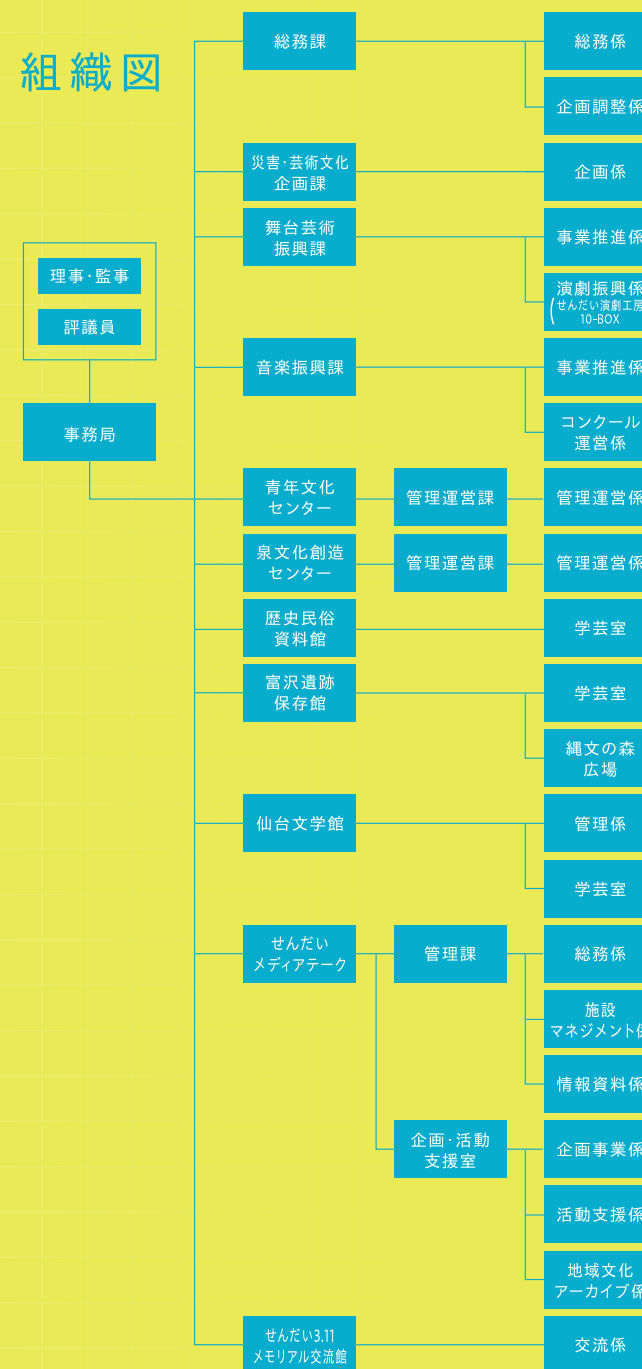 組織図
理事・監事
評議員
事務局
総務課
総務係
企画調整係
災害・芸術文化
企画課
企画係
舞台芸術
振興課
事業推進係
演劇振興係
(せんだい演劇工房
10-BOX
音楽振興課
事業推進係
コンクール
運営係
青年文化
センター
管理運営課
管理運営係
泉文化創造
センター
管理運営課
管理運営係
歴史民俗
資料館
学芸室
富沢遺跡
保存館
学芸室
縄文の森
広場
仙台文学館
管理係
学芸室
せんだい
メディアテーク
管理課
総務係
施設
マネジメント係
情報資料係
企画・活動
支援室
企画事業係
活動支援係
地域文化
アーカイブ係
せんだい3.11
メモリアル交流館
交流係